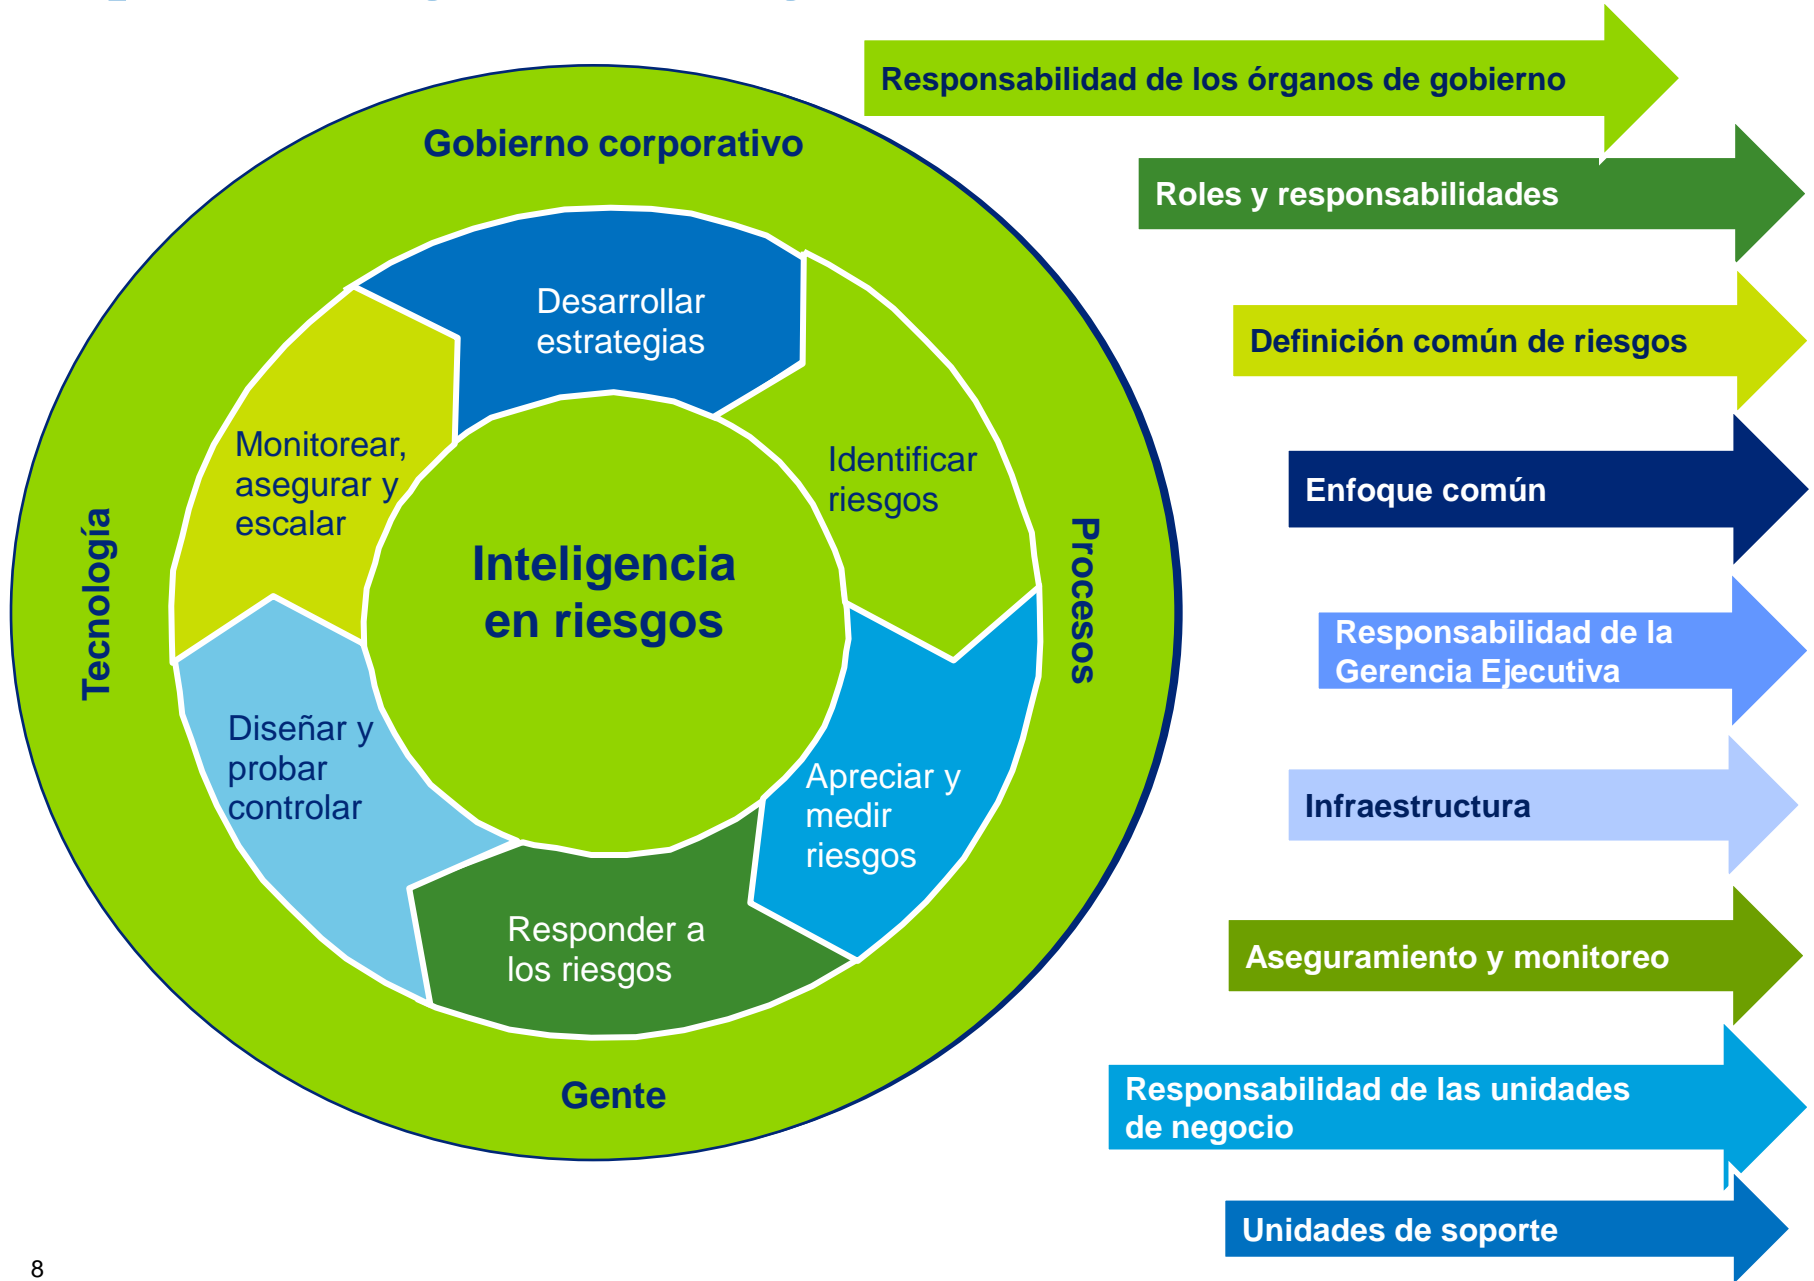 Responsabilidad de los órganos de gobierno
Gobierno corporativo
Roles y responsabilidades
Desarrollar
estrategias
Definición común de riesgos
Monitorear,
asegurar y
escalar
Identificar
riesgos
Enfoque común
Tecnología
Inteligencia
en riesgos
Procesos
Responsabilidad de la
Gerencia Ejecutiva
Diseñar y
probar
controlar
Apreciar y
medir
riesgos
Infraestructura
Responder a
los riesgos
Aseguramiento y monitoreo
Gente
Responsabilidad de las unidades
de negocio
Unidades de soporte
8